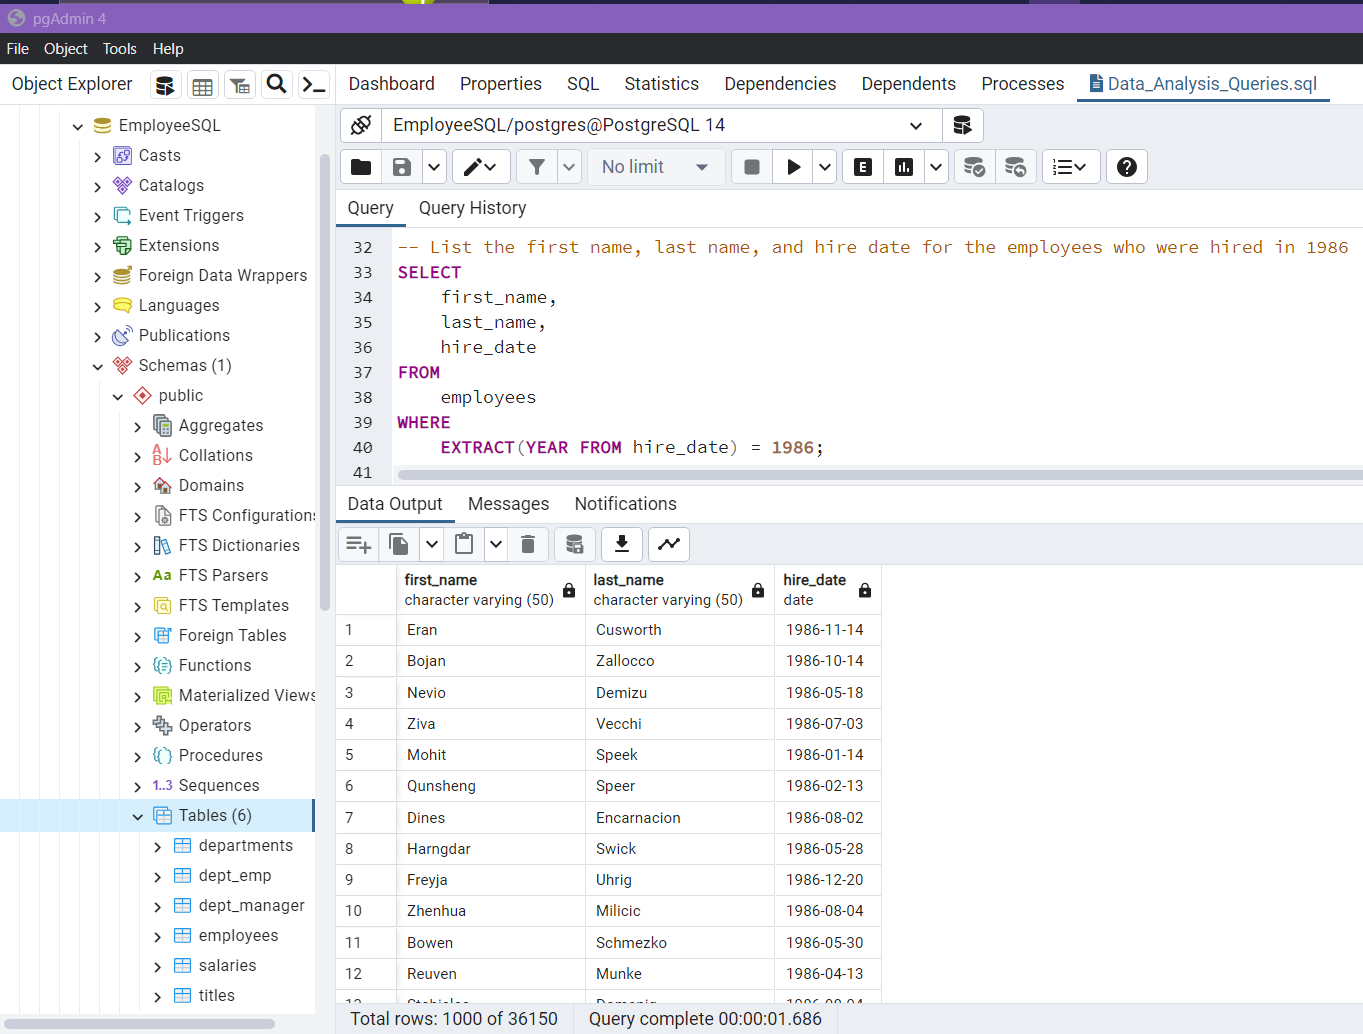 pgAdmin 4
File Object Tools Help
Object Explorer
Dashboard Properties SQL Statistics Dependencies Dependents Processes Data_Analysis_Queries.sql
EmployeeSQL
Casts
Catalogs
Event Triggers
Extensions
Foreign Data Wrappers
Languages
Publications
Schemas (1)
public
Aggregates
Collations
Domains
FTS Configurations
FTS Dictionaries
Aa FTS Parsers
FTS Templates
Foreign Tables
Functions
Materialized Views
Operators
Procedures
1..3 Sequences
Tables (6)
departments
dept_emp
dept_manager
employees
salaries
titles
EmployeeSQL/postgres@PostgreSQL 14
No limit
E
Query Query History
32 -- List the first name, last name, and hire date for the employees who were hired in 1986
33 SELECT
34 first_name,
35 last_name,
36 hire_date
37 FROM
38 employees
39 WHERE
40 EXTRACT(YEAR FROM hire_date) = 1986;
41
Data Output Messages Notifications
first_name last_name hire_date
character varying (50) character varying (50) date
1 Eran Cusworth 1986-11-14
2 Bojan Zallocco 1986-10-14
3 Nevio Demizu 1986-05-18
4 Ziva Vecchi 1986-07-03
5 Mohit Speek 1986-01-14
6 Qunsheng Speer 1986-02-13
7 Dines Encarnacion 1986-08-02
8 Harngdar Swick 1986-05-28
9 Freyja Uhrig 1986-12-20
10 Zhenhua Milicic 1986-08-04
11 Bowen Schmezko 1986-05-30
12 Reuven Munke 1986-04-13
Total rows: 1000 of 36150 Query complete 00:00:01.686